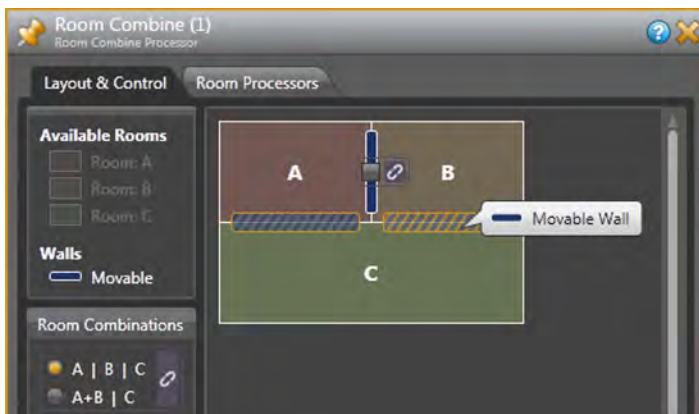 Room Combine (1)
Room Combine Processor
?
Layout & Control
Room Processors
Available Rooms
Room: A
Room: B
Room: C
Walls
Movable
A
B
Movable Wall
C
Room Combinations
A | B | C
A+B | C